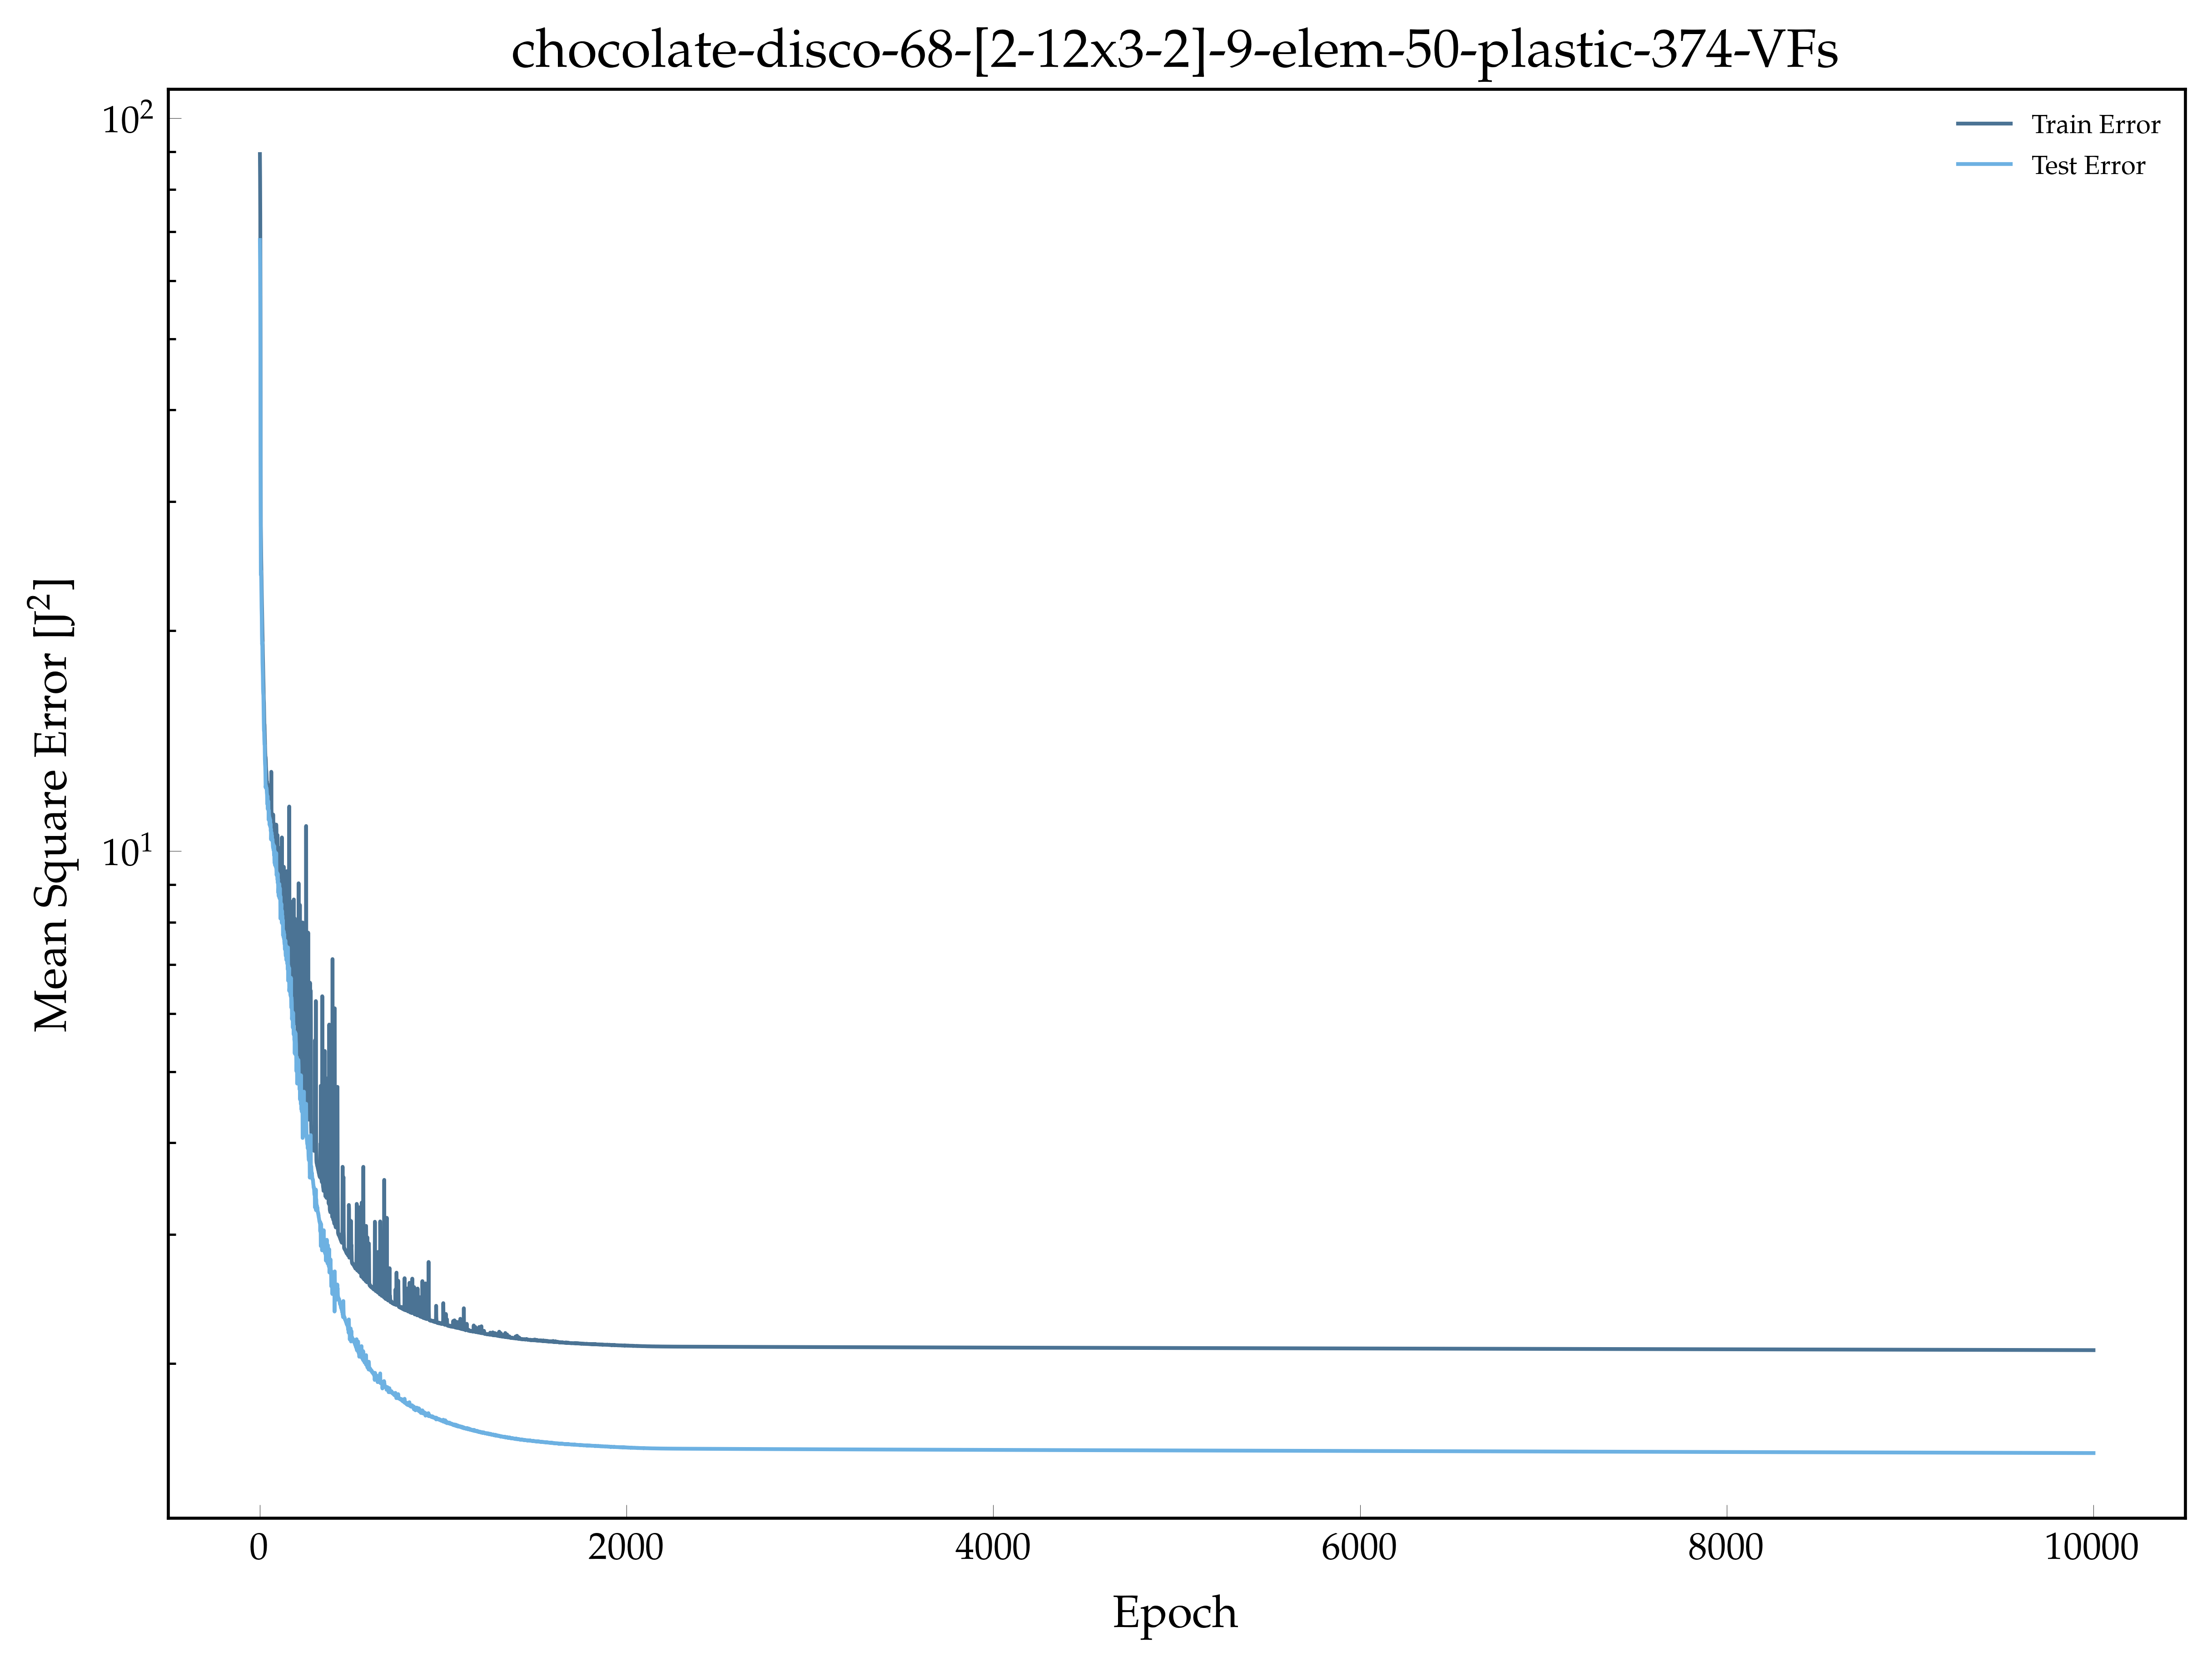 chocolate-disco-68-[2-12x3-2]-9-elem-50-plastic-374-VFs
10²
Train Error
Test Error
Mean Square Error [J²]
10¹
0 2000 4000 6000 8000 10000
Epoch